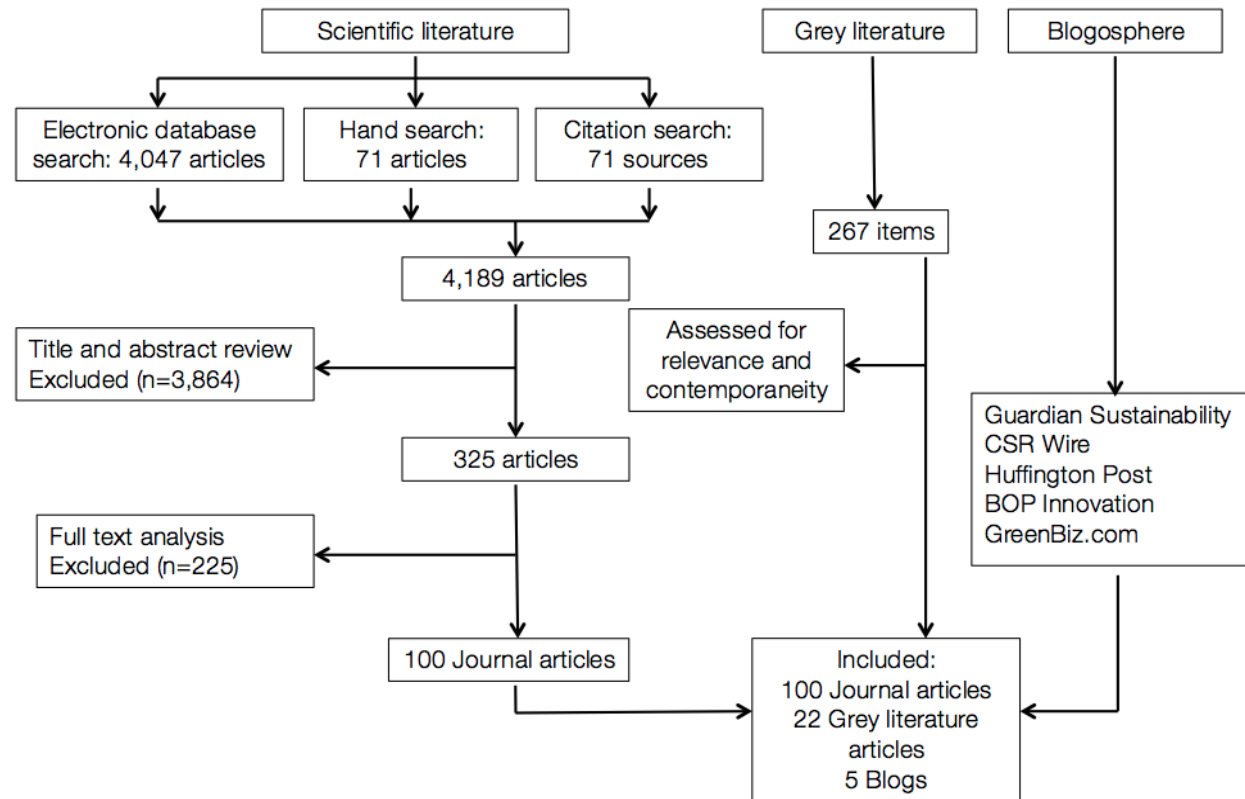 Scientific literature
Grey literature
Blogosphere
Electronic database
search: 4,047 articles
Hand search:
71 articles
Citation search:
71 sources
267 items
4,189 articles
Title and abstract review
Excluded (n=3,864)
Assessed for
relevance and
contemporaneity
Guardian Sustainability
CSR Wire
Huffington Post
BOP Innovation
GreenBiz.com
325 articles
Full text analysis
Excluded (n=225)
100 Journal articles
Included:
100 Journal articles
22 Grey literature
articles
5 Blogs